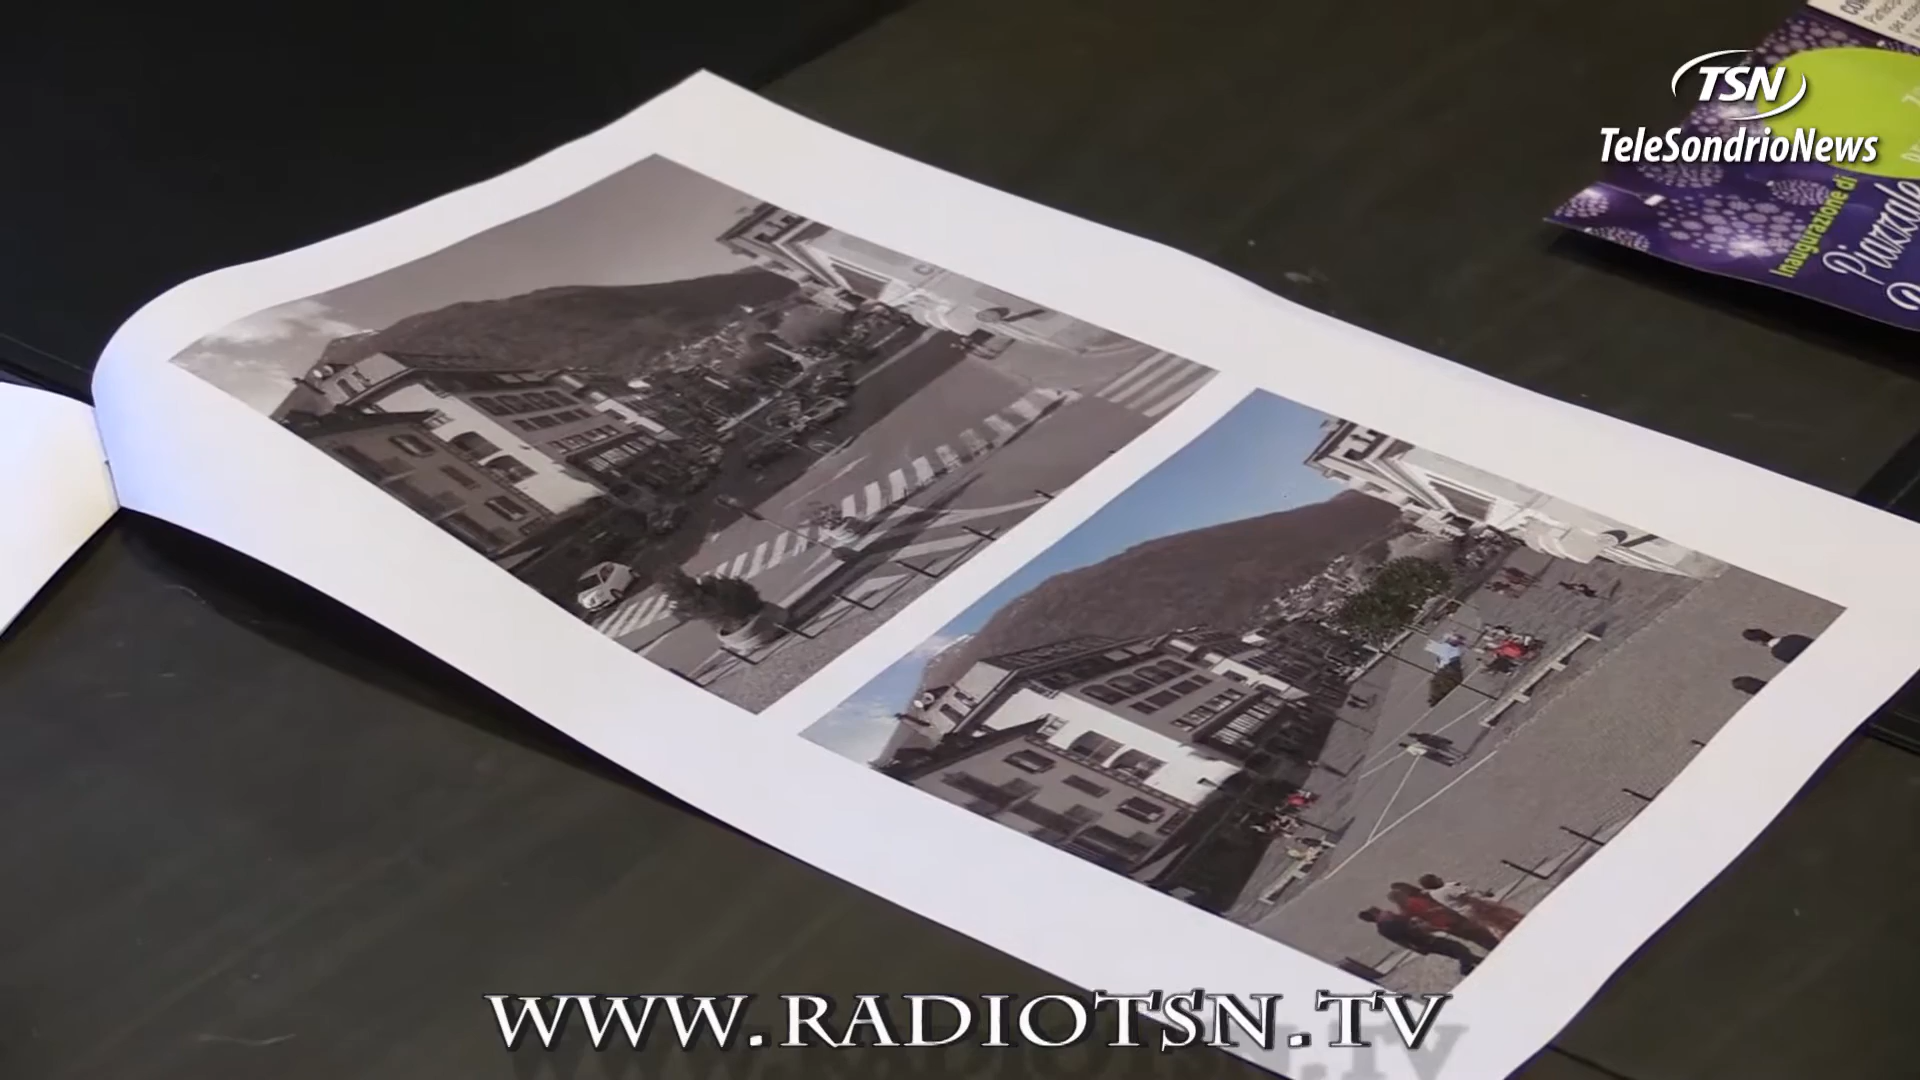 TSN
TeleSondrioNews
Inaugurazione di
Piazzale
WWW.RADIOTSN.TV